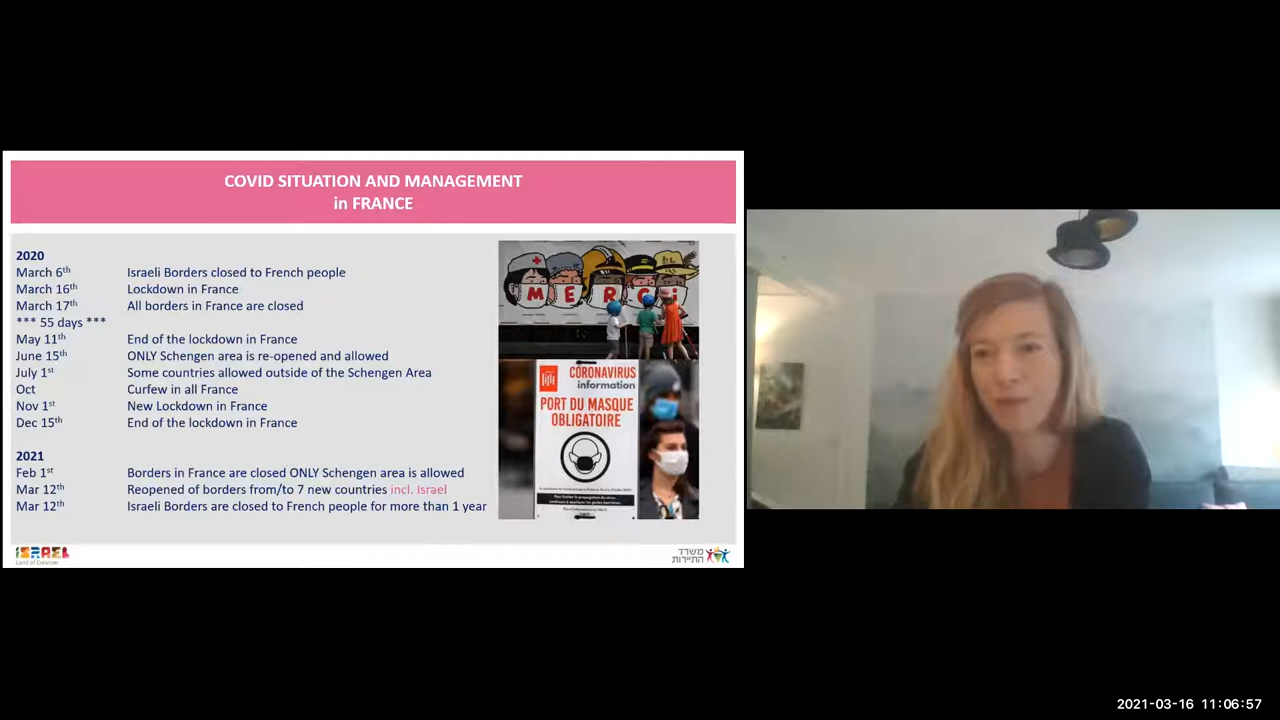 COVID SITUATION AND MANAGEMENT
in FRANCE
2020
March 6th Israeli Borders closed to French people
March 16th Lockdown in France
March 17th All borders in France are closed
*** 55 days ***
May 11th End of the lockdown in France
June 15th ONLY Schengen area is re-opened and allowed
July 1st Some countries allowed outside of the Schengen Area
Oct Curfew in all France
Nov 1st New Lockdown in France
Dec 15th End of the lockdown in France
2021
Feb 1st Borders in France are closed ONLY Schengen area is allowed
Mar 12th Reopened of borders from/to 7 new countries incl. Israel
Mar 12th Israeli Borders are closed to French people for more than 1 year
MERCi
CORONAVIRUS
information
PORT DU MASQUE
OBLIGATOIRE
ISRAEL
Land of Creation
משרד
התיירות
2021-03-16 11:06:57